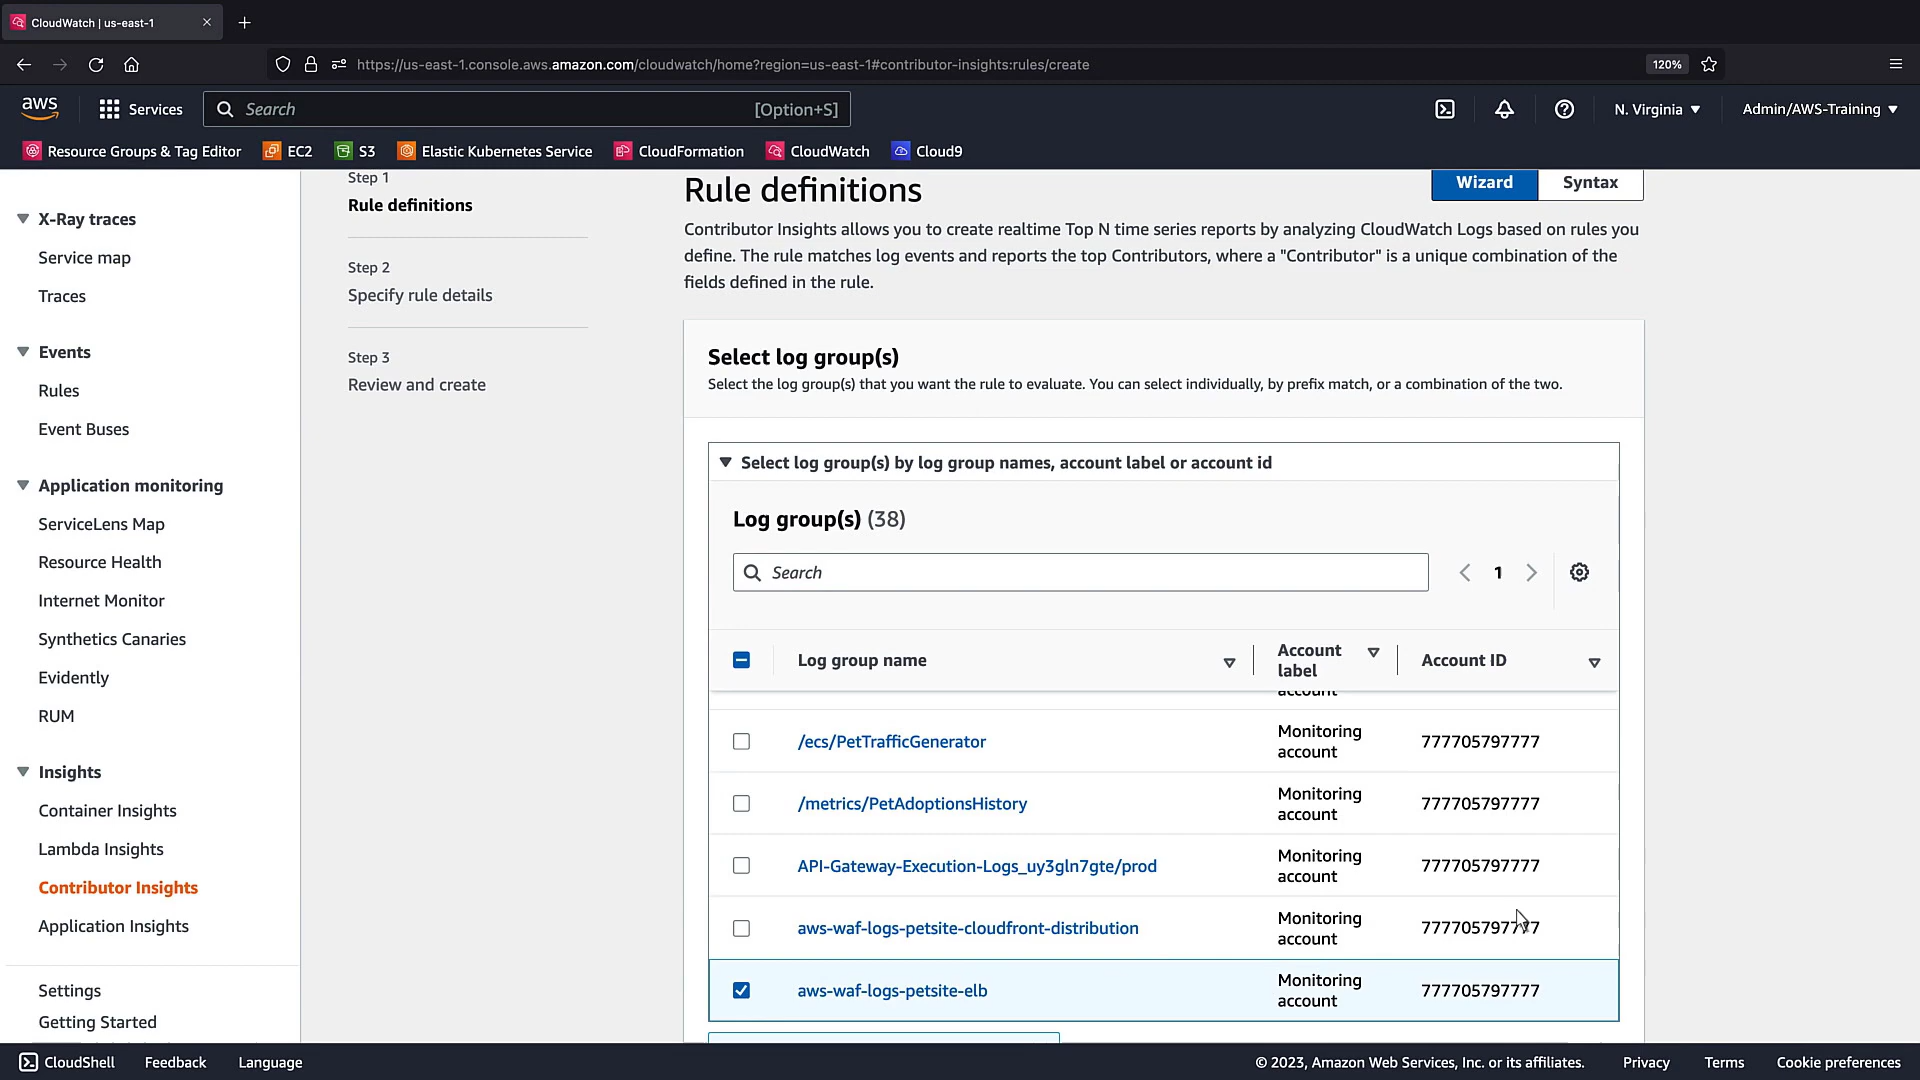 CloudWatch | us-east-1
https://us-east-1.console.aws.amazon.com/cloudwatch/home?region=us-east-1#contributor-insights:rules/create
120%
aws
Services
Search
[Option+S]
N. Virginia
Admin/AWS-Training
Resource Groups & Tag Editor
EC2
S3
Elastic Kubernetes Service
CloudFormation
CloudWatch
Cloud9
X-Ray traces
Service map
Traces
Events
Rules
Event Buses
Application monitoring
ServiceLens Map
Resource Health
Internet Monitor
Synthetics Canaries
Evidently
RUM
Insights
Container Insights
Lambda Insights
Contributor Insights
Application Insights
Settings
Getting Started
Step 1
Rule definitions
Step 2
Specify rule details
Step 3
Review and create
Rule definitions
Wizard
Syntax
Contributor Insights allows you to create realtime Top N time series reports by analyzing CloudWatch Logs based on rules you
define. The rule matches log events and reports the top Contributors, where a "Contributor" is a unique combination of the
fields defined in the rule.
Select log group(s)
Select the log group(s) that you want the rule to evaluate. You can select individually, by prefix match, or a combination of the two.
Select log group(s) by log group names, account label or account id
Log group(s) (38)
Search
1
Log group name
Account
label
Account ID
account
/ecs/PetTrafficGenerator
Monitoring
account
777705797777
/metrics/PetAdoptionsHistory
Monitoring
account
777705797777
API-Gateway-Execution-Logs_uy3gln7gte/prod
Monitoring
account
777705797777
aws-waf-logs-petsite-cloudfront-distribution
Monitoring
account
777705797777
aws-waf-logs-petsite-elb
Monitoring
account
777705797777
CloudShell
Feedback
Language
© 2023, Amazon Web Services, Inc. or its affiliates.
Privacy
Terms
Cookie preferences